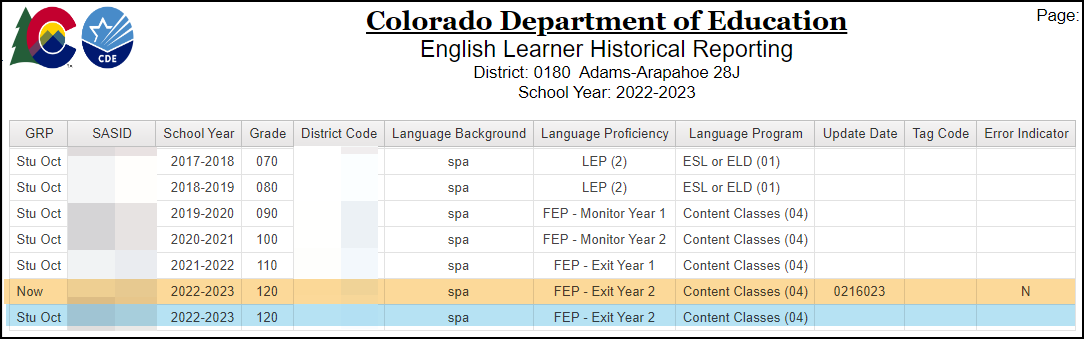 Colorado Department of Education
Page:
English Learner Historical Reporting
District: 0180 Adams-Arapahoe 28J
School Year: 2022-2023
C
TM
CDE
GRP SASID School Year Grade District Code Language Background Language Proficiency Language Program Update Date Tag Code Error Indicator
Stu Oct 2017-2018 070 spa LEP (2) ESL or ELD (01)
Stu Oct 2018-2019 080 spa LEP (2) ESL or ELD (01)
Stu Oct 2019-2020 090 spa FEP - Monitor Year 1 Content Classes (04)
Stu Oct 2020-2021 100 spa FEP - Monitor Year 2 Content Classes (04)
Stu Oct 2021-2022 110 spa FEP - Exit Year 1 Content Classes (04)
Now 2022-2023 120 spa FEP - Exit Year 2 Content Classes (04) 0216023 N
Stu Oct 2022-2023 120 spa FEP - Exit Year 2 Content Classes (04)